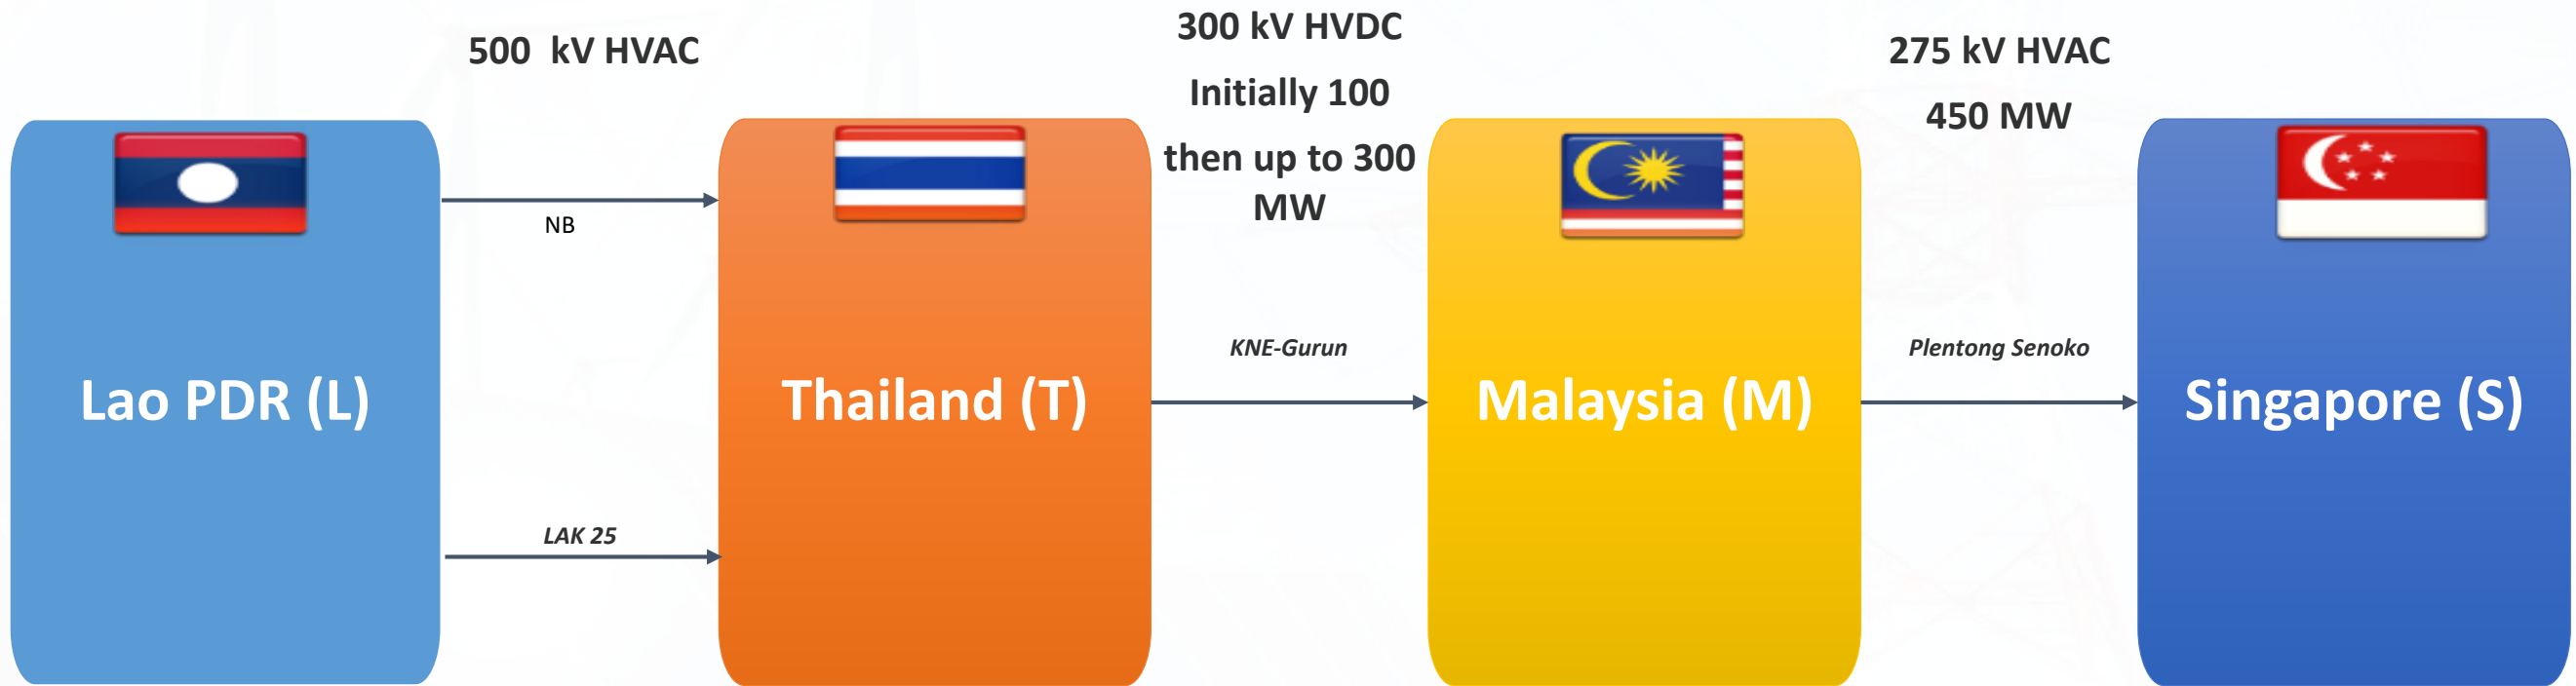 500 kV HVAC
300 kV HVDC
Initially 100
then up to 300
MW
275 kV HVAC
450 MW
NB
KNE-Gurun
Plentong Senoko
Lao PDR (L)
Thailand (T)
Malaysia (M)
Singapore (S)
LAK 25